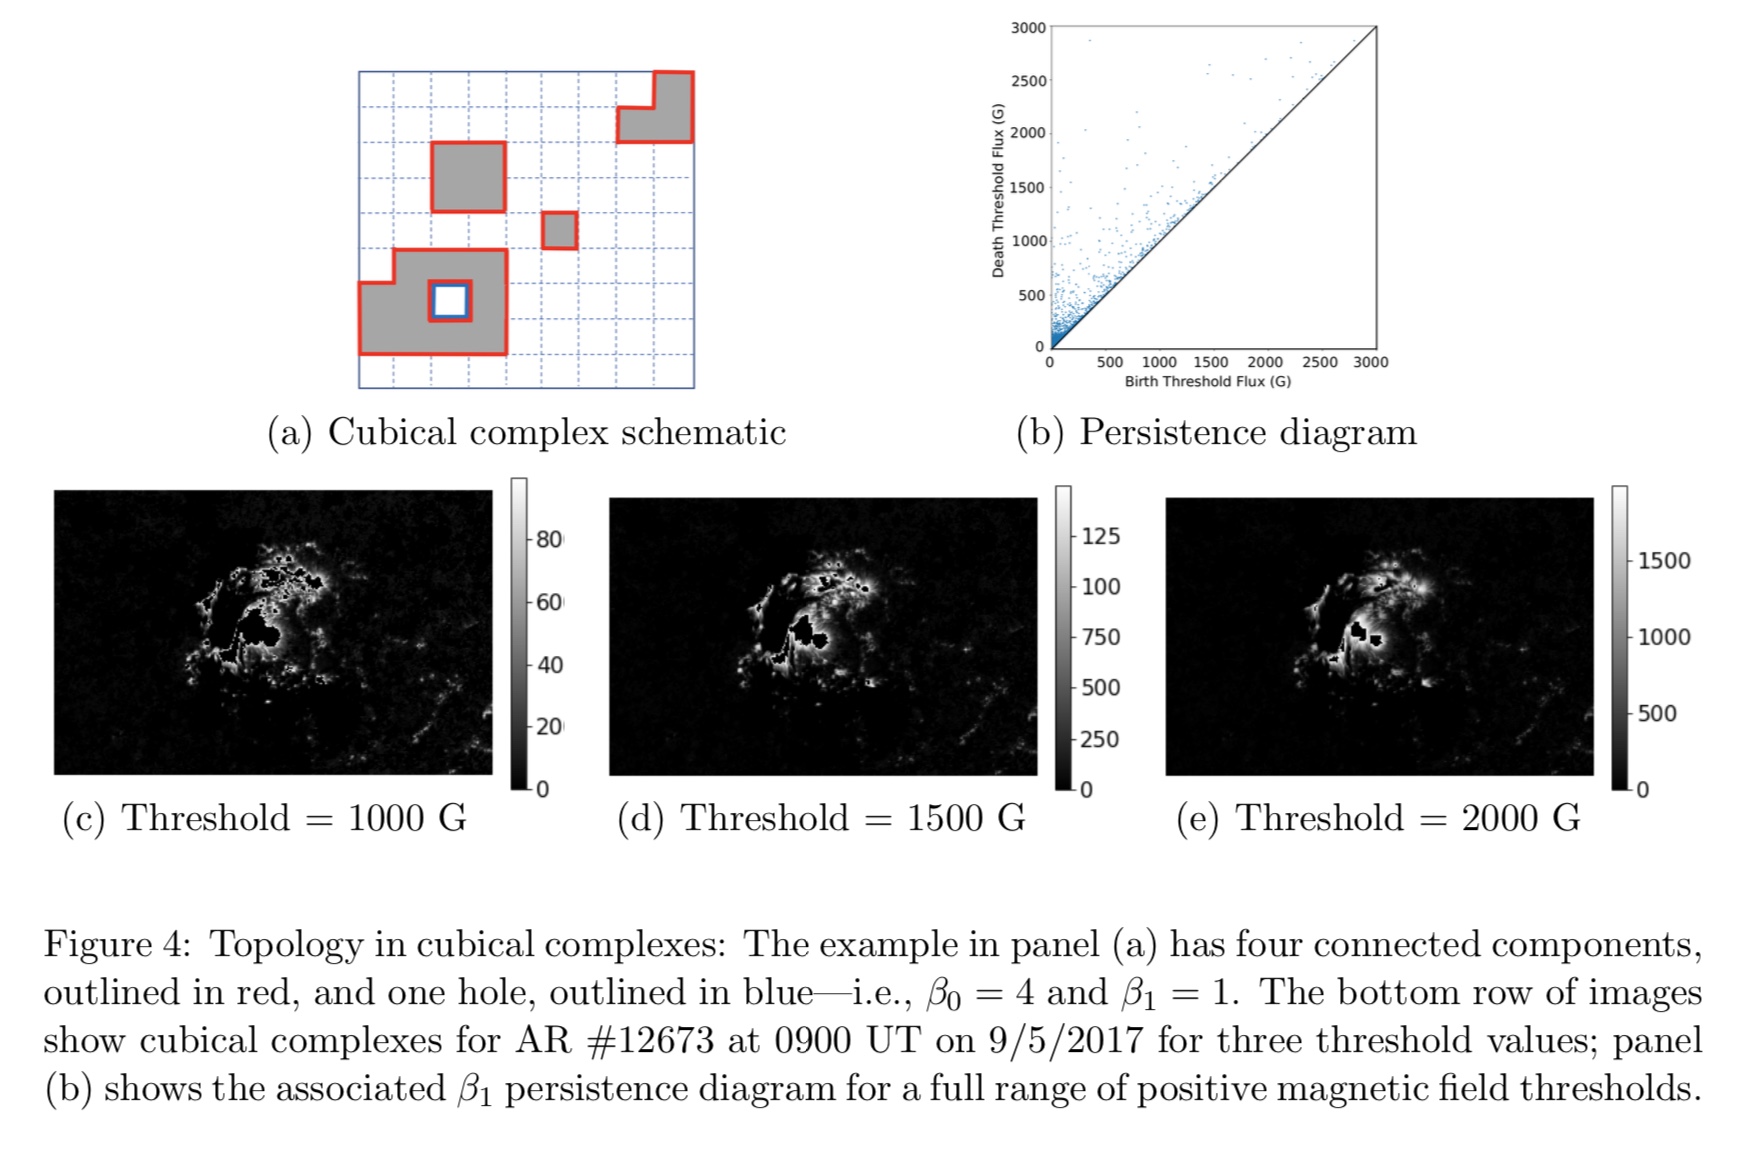 3000
2500
2000
1500
1000
500
0
Death Threshold Flux (G)
0 500 1000 1500 2000 2500 3000
Birth Threshold Flux (G)
(a) Cubical complex schematic
(b) Persistence diagram
80
60
40
20
0
125
100
750
500
250
0
1500
1000
500
0
(c) Threshold = 1000 G
(d) Threshold = 1500 G
(e) Threshold = 2000 G
Figure 4: Topology in cubical complexes: The example in panel (a) has four connected components,
outlined in red, and one hole, outlined in blue—i.e., β0 = 4 and β1 = 1. The bottom row of images
show cubical complexes for AR #12673 at 0900 UT on 9/5/2017 for three threshold values; panel
(b) shows the associated β1 persistence diagram for a full range of positive magnetic field thresholds.